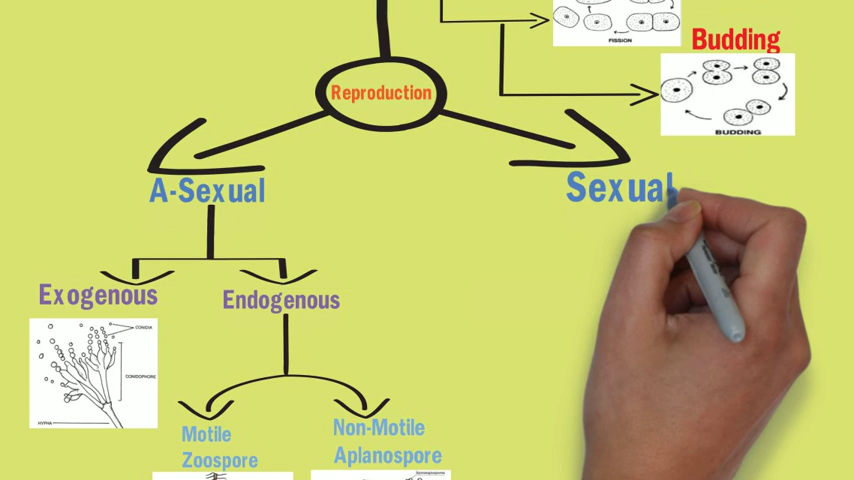 Budding
FISSION
BUDDING
Reproduction
A-Sexual
Sexual
Exogenous
Endogenous
CONIDIA
CONIDIOPHORE
HYPHA
Motile
Zoospore
Non-Motile
Aplanospore